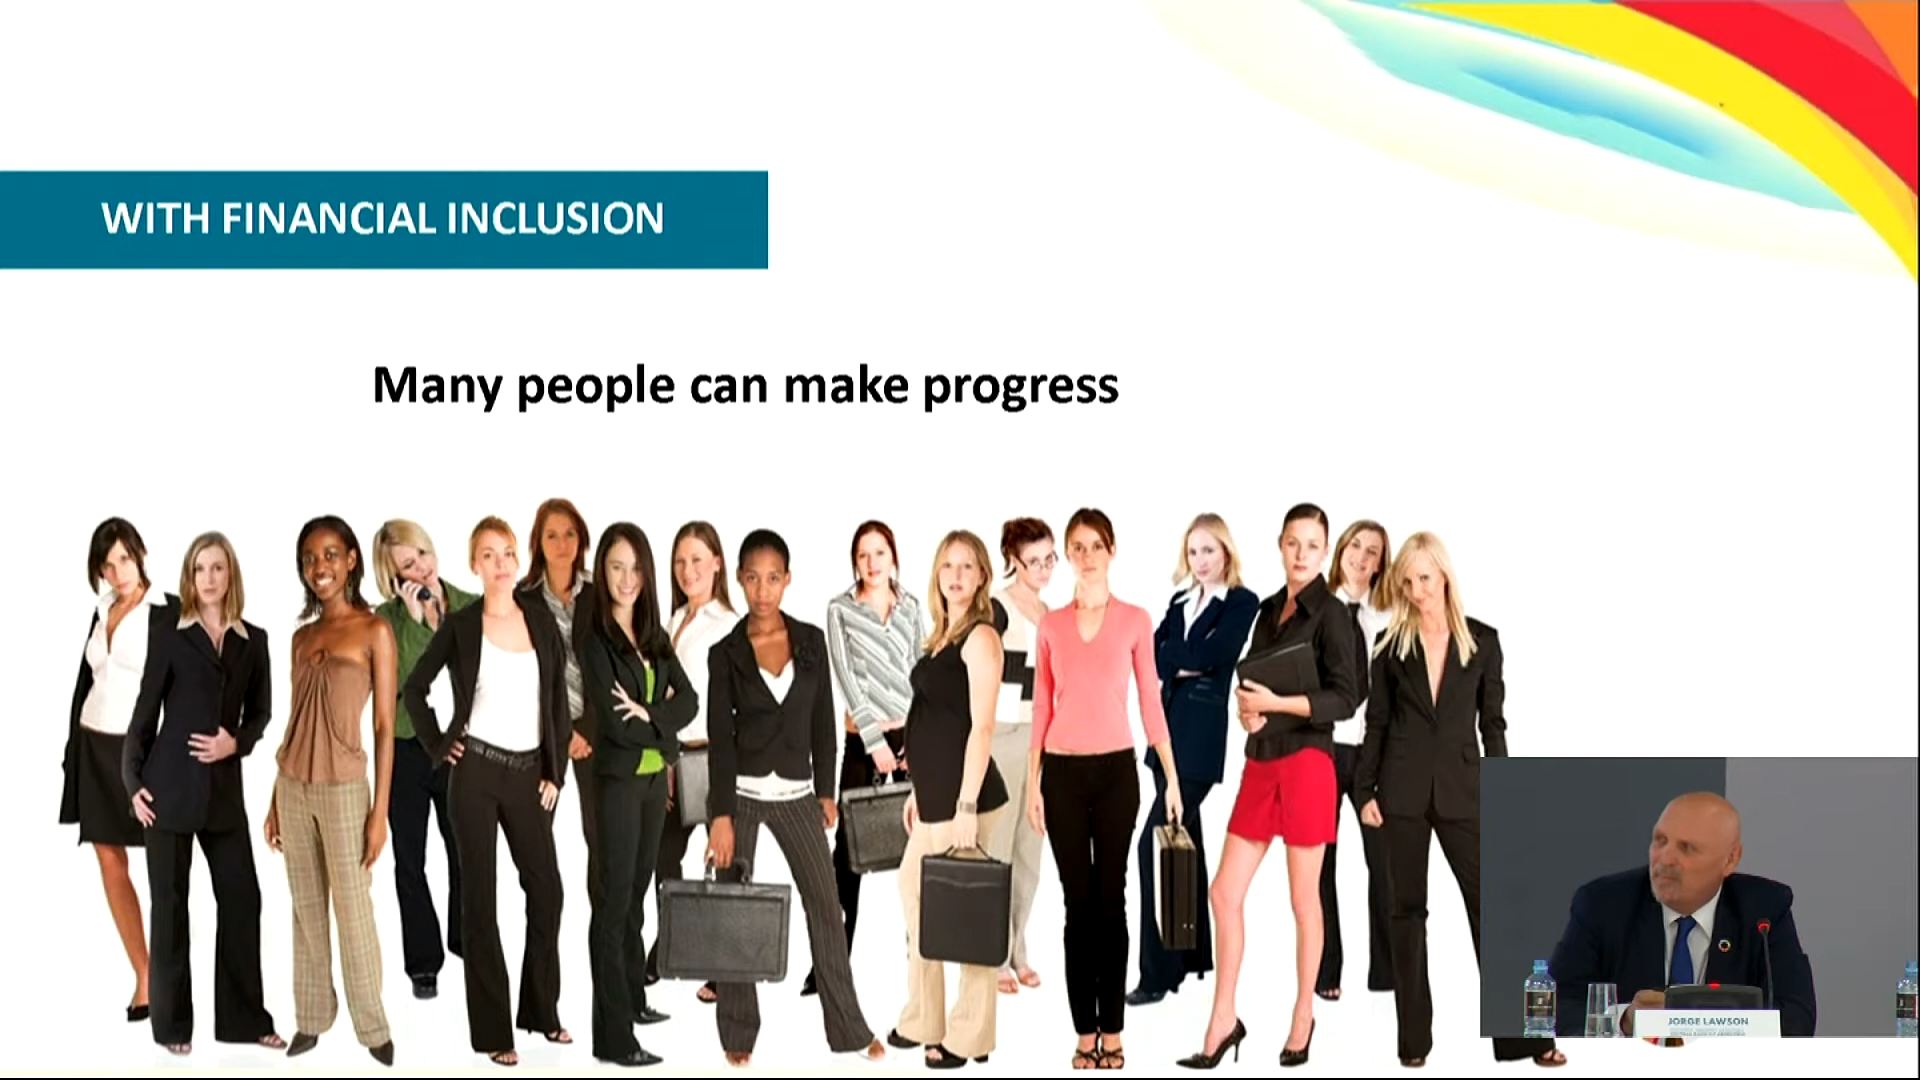 WITH FINANCIAL INCLUSION
Many people can make progress
JORGE LAWSON